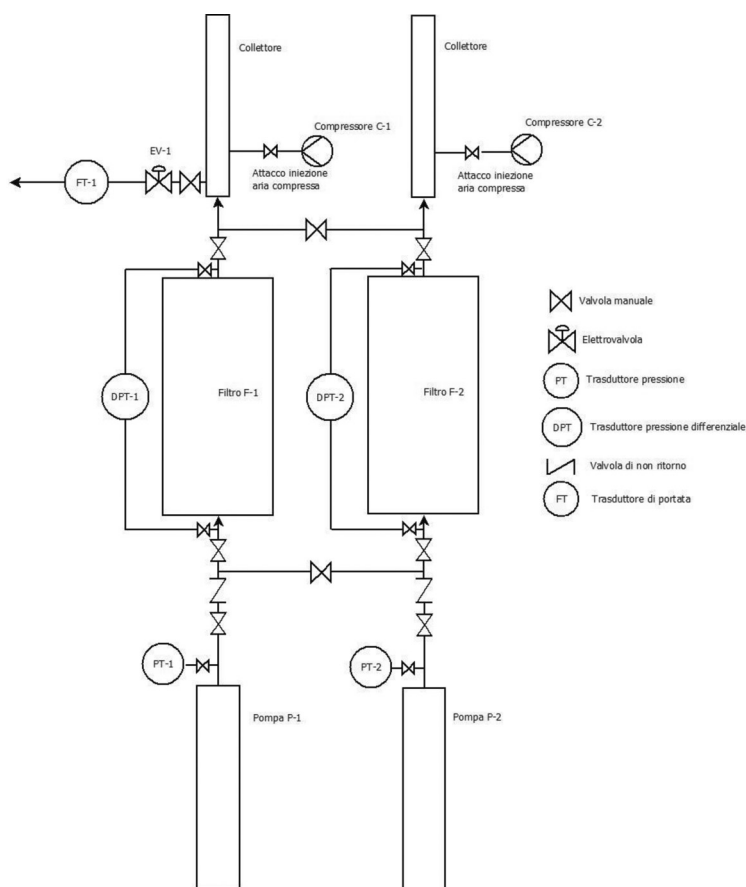 Collettore
Collettore
Compressore C-1
Compressore C-2
EV-1
FT-1
Attacco iniezione
aria compressa
Attacco iniezione
aria compressa
Valvola manuale
Elettrovalvola
PT
Trasduttore pressione
DPT-1
Filtro F-1
DPT-2
Filtro F-2
DPT
Trasduttore pressione differenziale
Valvola di non ritorno
FT
Trasduttore di portata
PT-1
PT-2
Pompa P-1
Pompa P-2